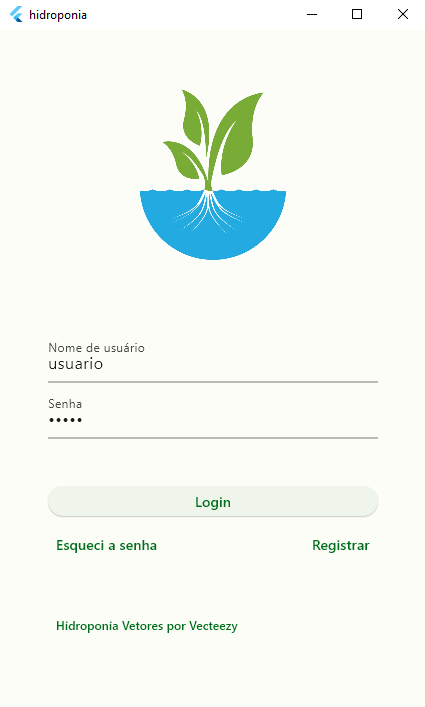 hidroponia
Nome de usuário
usuario
Senha
•••••
Login
Esqueci a senha
Registrar
Hidroponia Vetores por Vecteezy